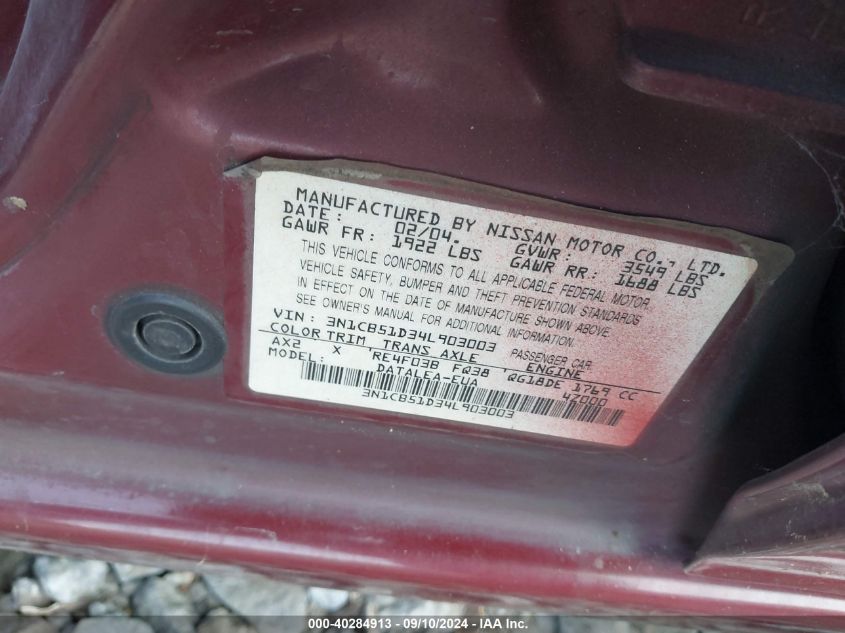 MANUFACTURED BY NISSAN MOTOR CO., LTD.
DATE: 02/04. GVWR: 3549 LBS
GAWR FR: 1922 LBS GAWR RR: 1688 LBS
THIS VEHICLE CONFORMS TO ALL APPLICABLE FEDERAL MOTOR
VEHICLE SAFETY, BUMPER AND THEFT PREVENTION STANDARDS
IN EFFECT ON THE DATE OF MANUFACTURE SHOWN ABOVE.
SEE OWNER'S MANUAL FOR ADDITIONAL INFORMATION.
VIN: 3N1CB51D34L903003 PASSENGER CAR
COLOR TRIM TRANS AXLE ENGINE
AX2 X RE4F03B FQ38 QG18DE 1769 CC
MODEL: DATALEA-EUA 47000
3N1CB51D34L903003
000-40284913 - 09/10/2024 - IAA Inc.